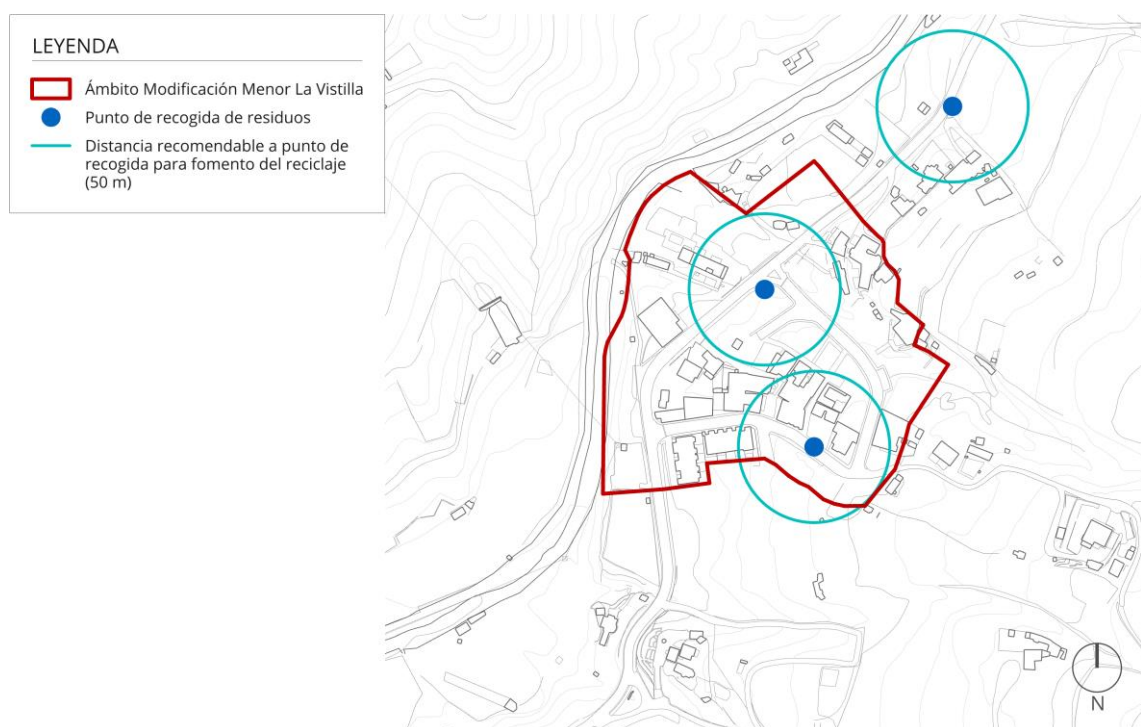 LEYENDA
Ámbito Modificación Menor La Vistilla
Punto de recogida de residuos
Distancia recomendable a punto de
recogida para fomento del reciclaje
(50 m)
N